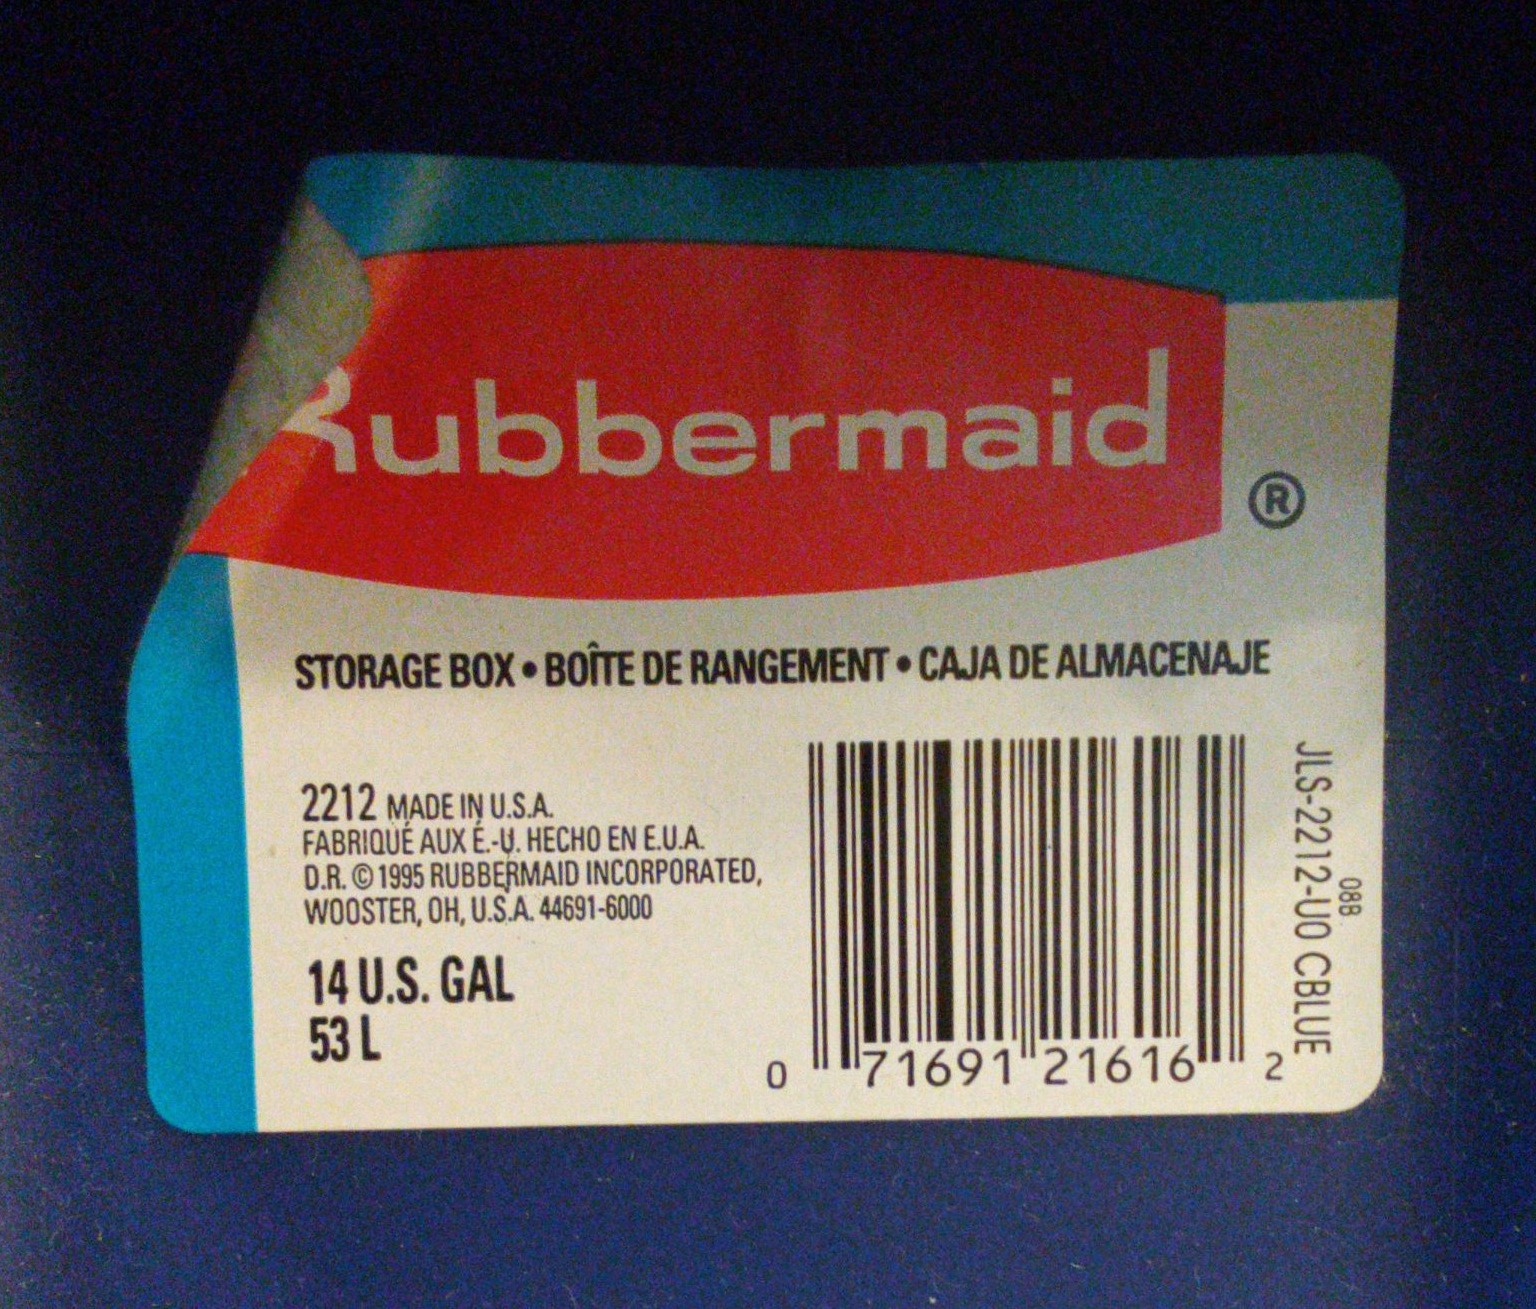 Rubbermaid
®
STORAGE BOX • BOÎTE DE RANGEMENT • CAJA DE ALMACENAJE
2212 MADE IN U.S.A.
FABRIQUÉ AUX É.-U. HECHO EN E.U.A.
D.R. © 1995 RUBBERMAID INCORPORATED,
WOOSTER, OH, U.S.A. 44691-6000
14 U.S. GAL
53 L
0 71691 21616 2
JLS-2212-U0 CBLUE
08B